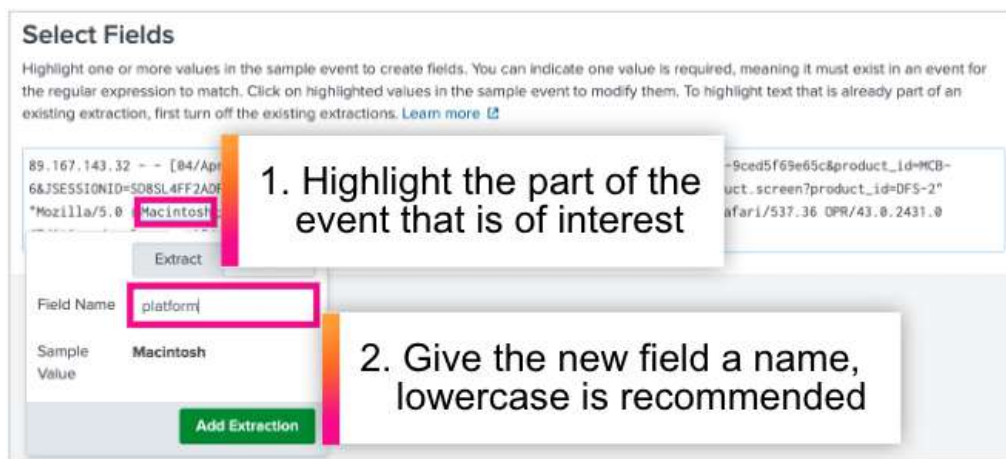 Select Fields
Highlight one or more values in the sample event to create fields. You can indicate one value is required, meaning it must exist in an event for
the regular expression to match. Click on highlighted values in the sample event to modify them. To highlight text that is already part of an
existing extraction, first turn off the existing extractions. Learn more
89.167.143.32 - - [04/Apr -9ced5f69e65c&product_id=MCB-
6&JSESSIONID=SD8SL4FF2ADF uct.screen?product_id=DFS-2"
"Mozilla/5.0 (Macintosh afari/537.36 OPR/43.0.2431.0
1. Highlight the part of the
event that is of interest
Extract
Field Name platform
Sample Macintosh
Value
2. Give the new field a name,
lowercase is recommended
Add Extraction